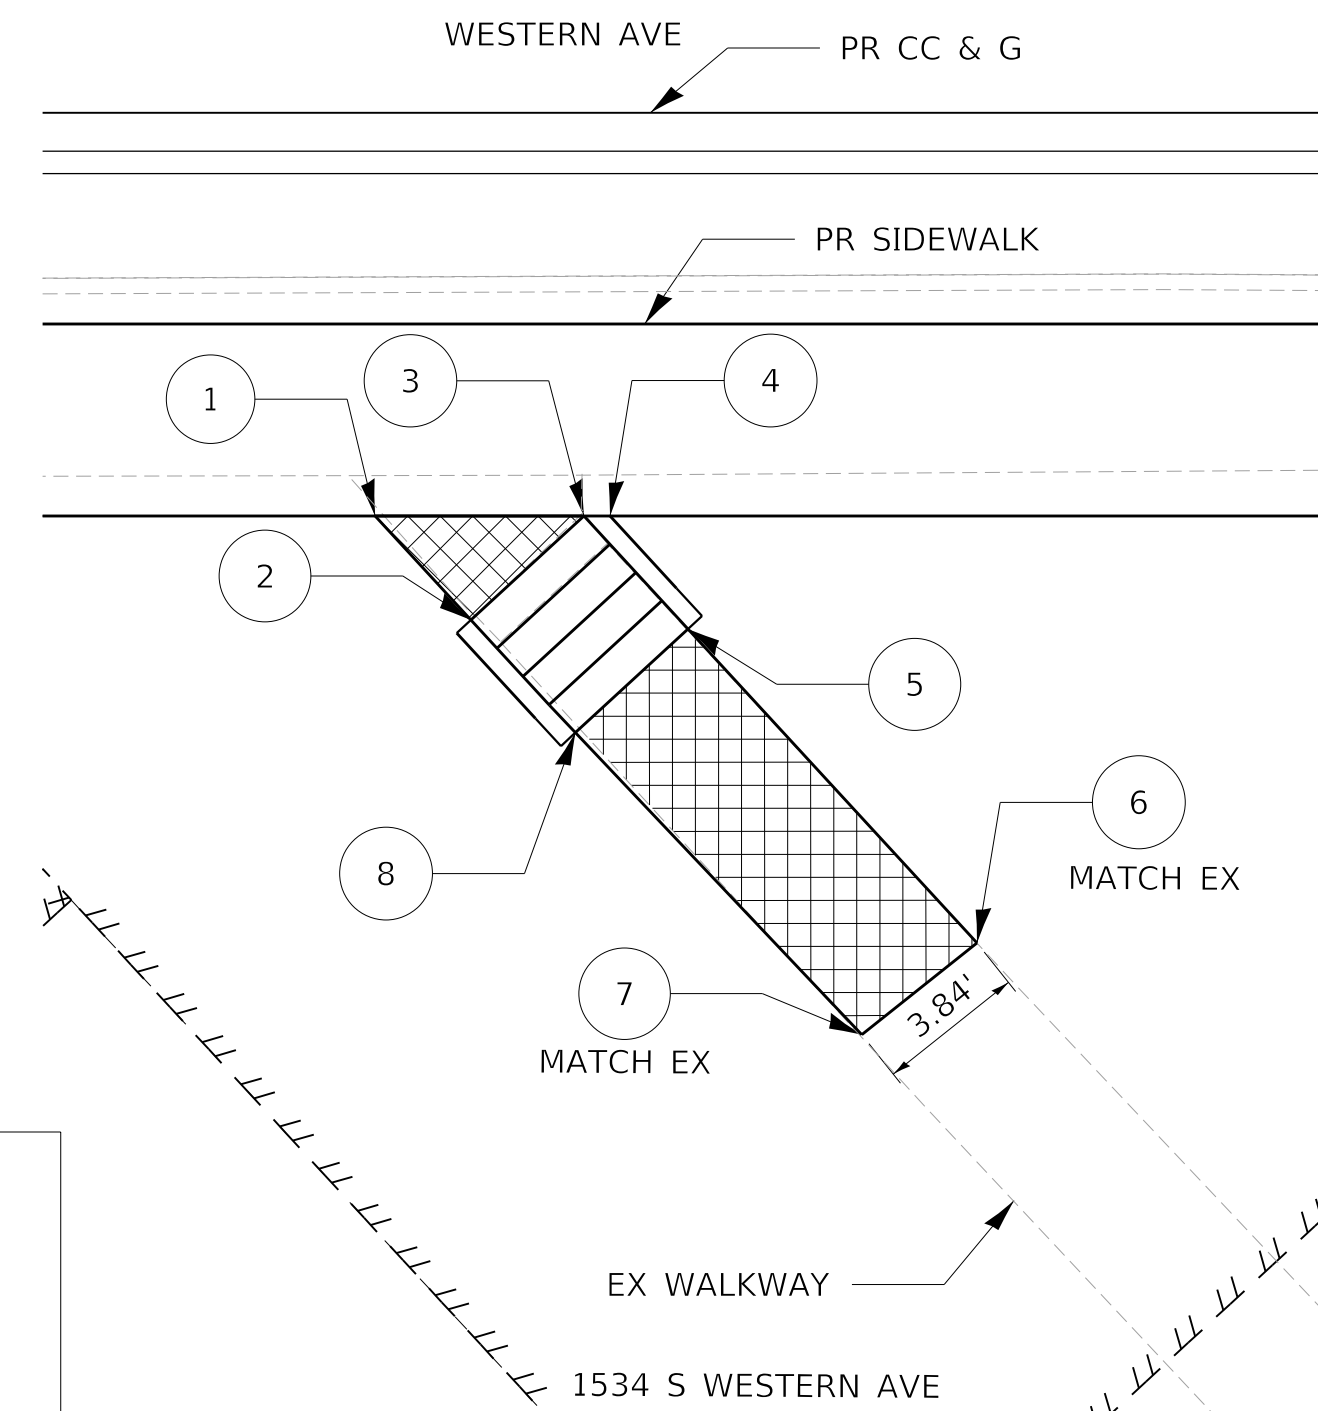 WESTERN AVE
PR CC & G
PR SIDEWALK
1
3
4
2
5
6
MATCH EX
8
7
MATCH EX
3.84'
EX WALKWAY
1534 S WESTERN AVE